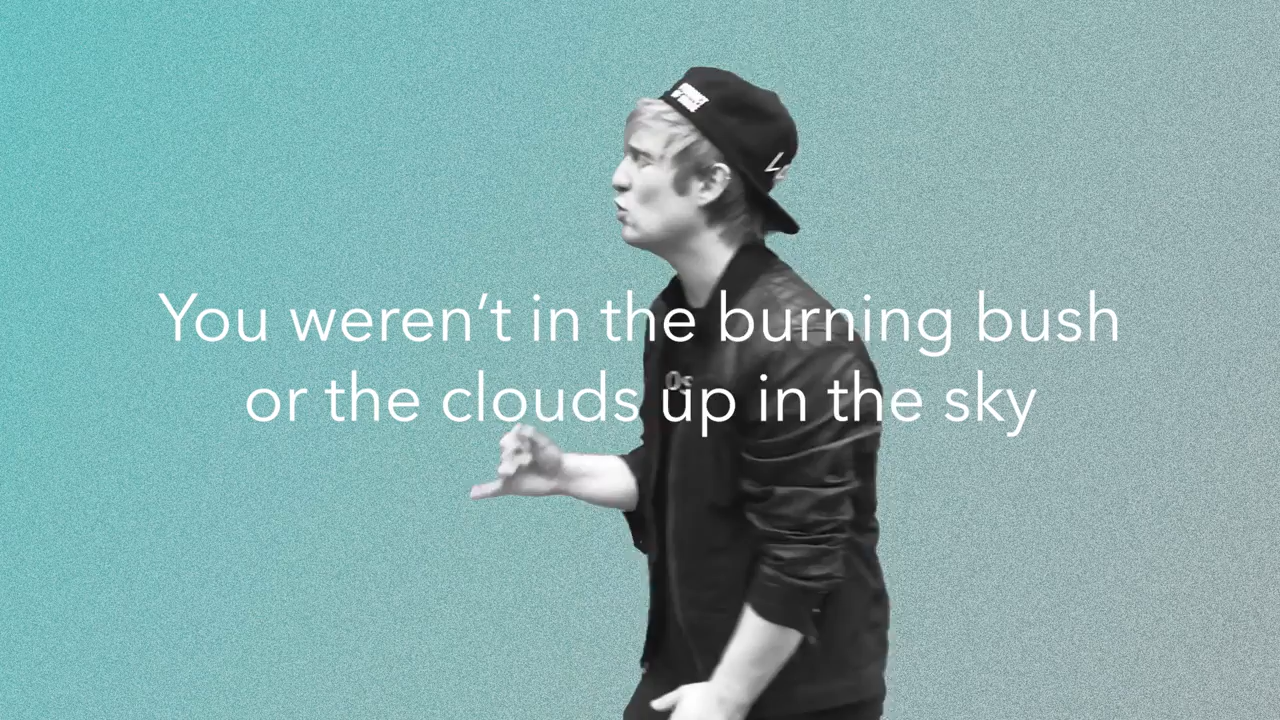 You weren’t in the burning bush
or the clouds up in the sky